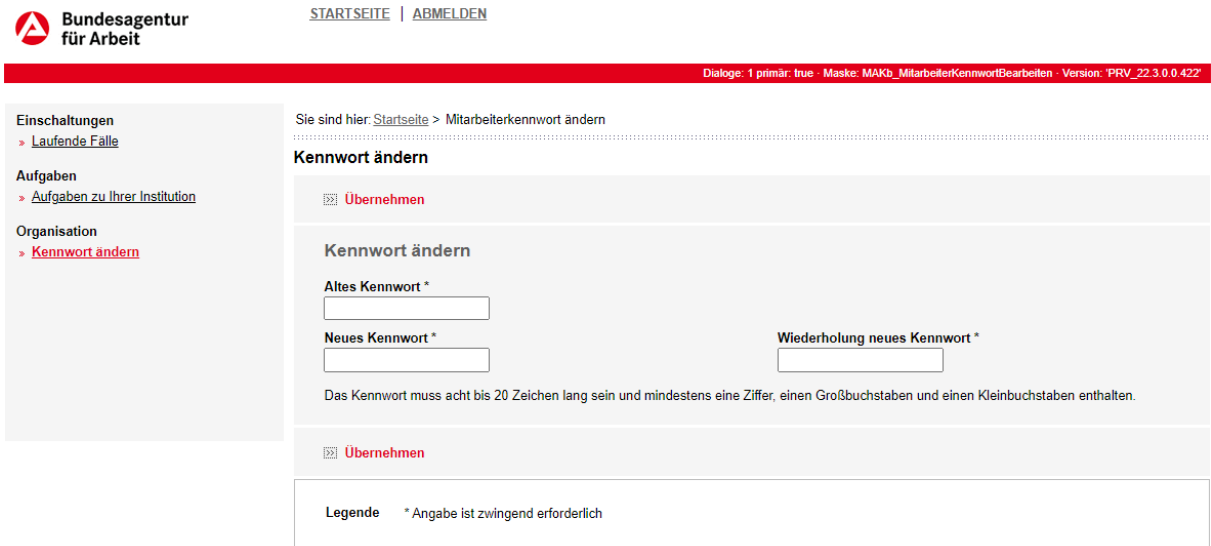 Bundesagentur
für Arbeit
STARTSEITE | ABMELDEN
Dialoge: 1 primär: true · Maske: MAKb_MitarbeiterKennwortBearbeiten · Version: 'PRV_22.3.0.0.422'
Einschaltungen
» Laufende Fälle
Aufgaben
» Aufgaben zu Ihrer Institution
Organisation
» Kennwort ändern
Sie sind hier: Startseite > Mitarbeiterkennwort ändern
Kennwort ändern
Übernehmen
Kennwort ändern
Altes Kennwort *
Neues Kennwort *
Wiederholung neues Kennwort *
Das Kennwort muss acht bis 20 Zeichen lang sein und mindestens eine Ziffer, einen Großbuchstaben und einen Kleinbuchstaben enthalten.
Übernehmen
Legende * Angabe ist zwingend erforderlich